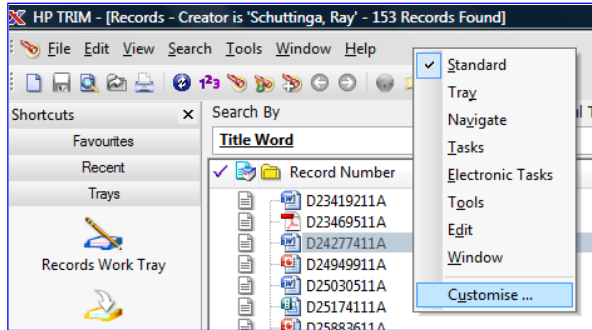 HP TRIM - [Records - Creator is 'Schuttinga, Ray' - 153 Records Found]
File Edit View Search Tools Window Help
Shortcuts x
Favourites
Recent
Trays
Records Work Tray
Search By
Title Word
Record Number
D23419211A
D23469511A
D24277411A
D24949911A
D25030511A
D25174111A
D25883611A
Standard
Tray
Navigate
Tasks
Electronic Tasks
Tools
Edit
Window
Customise ...